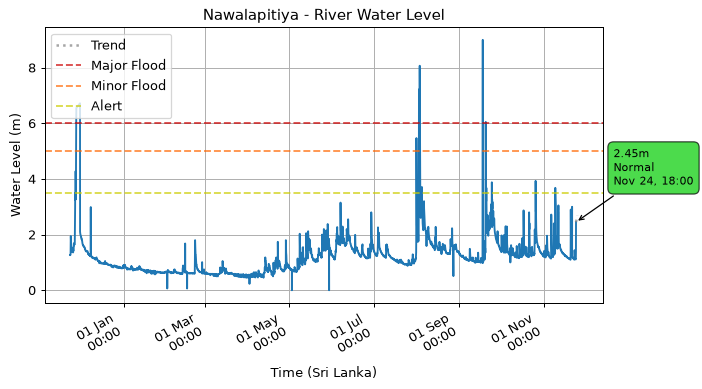 Nawalapitiya - River Water Level
Trend
Major Flood
Minor Flood
Alert
Water Level (m)
8
6
4
2
0
2.45m
Normal
Nov 24, 18:00
01 Jan
00:00
01 Mar
00:00
01 May
00:00
01 Jul
00:00
01 Sep
00:00
01 Nov
00:00
Time (Sri Lanka)